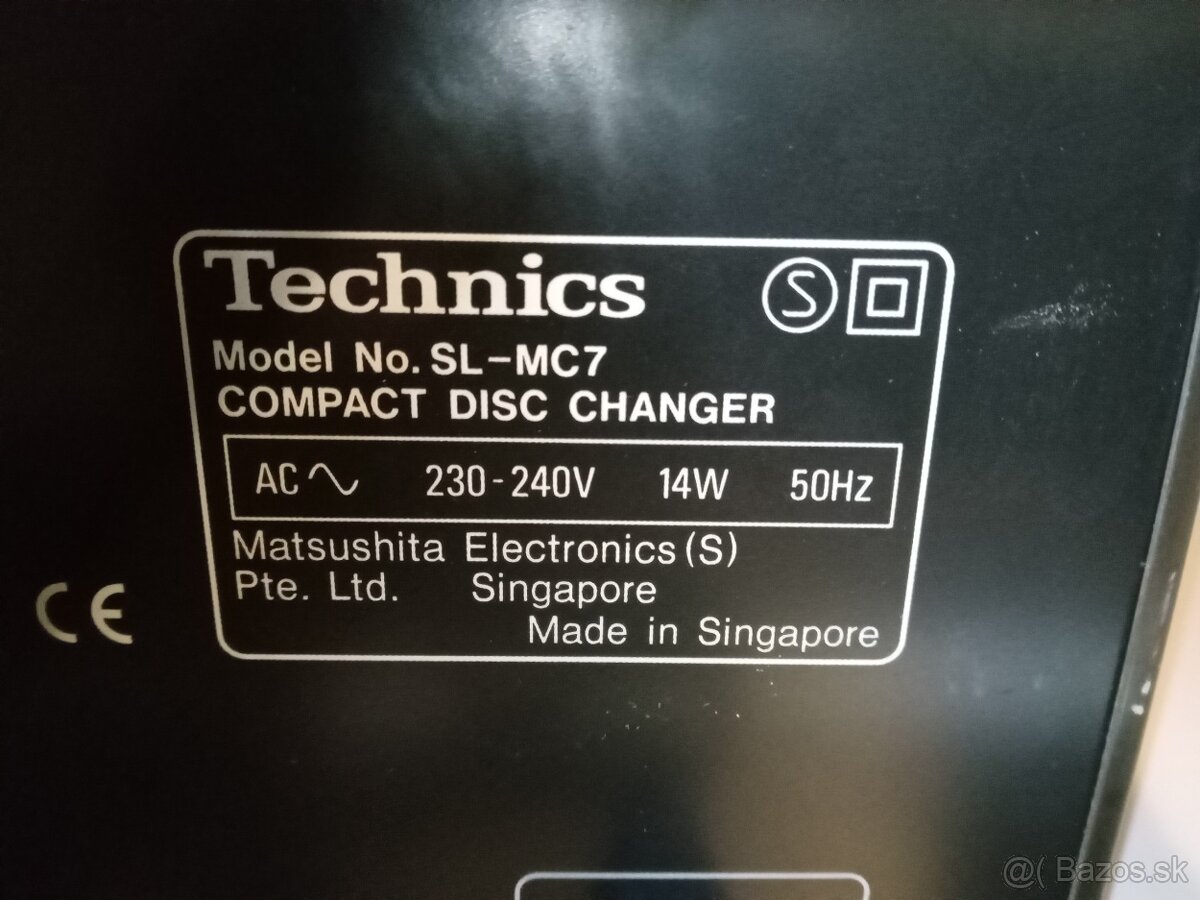 Technics S
Model No. SL-MC7
COMPACT DISC CHANGER
AC 230-240V 14W 50Hz
Matsushita Electronics (S)
Pte. Ltd. Singapore
Made in Singapore
CE
@( Bazos.sk